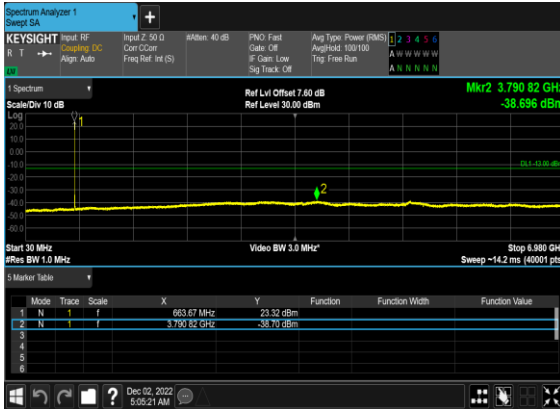 Spectrum Analyzer 1
Swept SA
+
KEYSIGHT Input: RF Input Z: 50 Ω #Atten: 40 dB PNO: Fast Avg Type: Power (RMS) 1 2 3 4 5 6
R T Coupling: DC Corr CCorr Gate: Off Avg|Hold: 100/100 A W W W W W
Align: Auto Freq Ref: Int (S) IF Gain: Low Trig: Free Run
Sig Track: Off A N N N N N
1 Spectrum Ref Lvl Offset 7.60 dB Mkr2 3.790 82 GHz
Scale/Div 10 dB Ref Level 30.00 dBm -38.696 dBm
Log
20.0
10.0
0.00
-10.0
-20.0
-30.0
-40.0
-50.0
-60.0
1
DL1 -13.00 dBm
2
Start 30 MHz Video BW 3.0 MHz* Stop 6.980 GH
#Res BW 1.0 MHz Sweep ~14.2 ms (40001 pts
5 Marker Table
Mode Trace Scale X Y Function Function Width Function Value
1 N 1 f 663.67 MHz 23.32 dBm
2 N 1 f 3.790 82 GHz -38.70 dBm
3
4
5
6
? Dec 02, 2022
5:05:21 AM